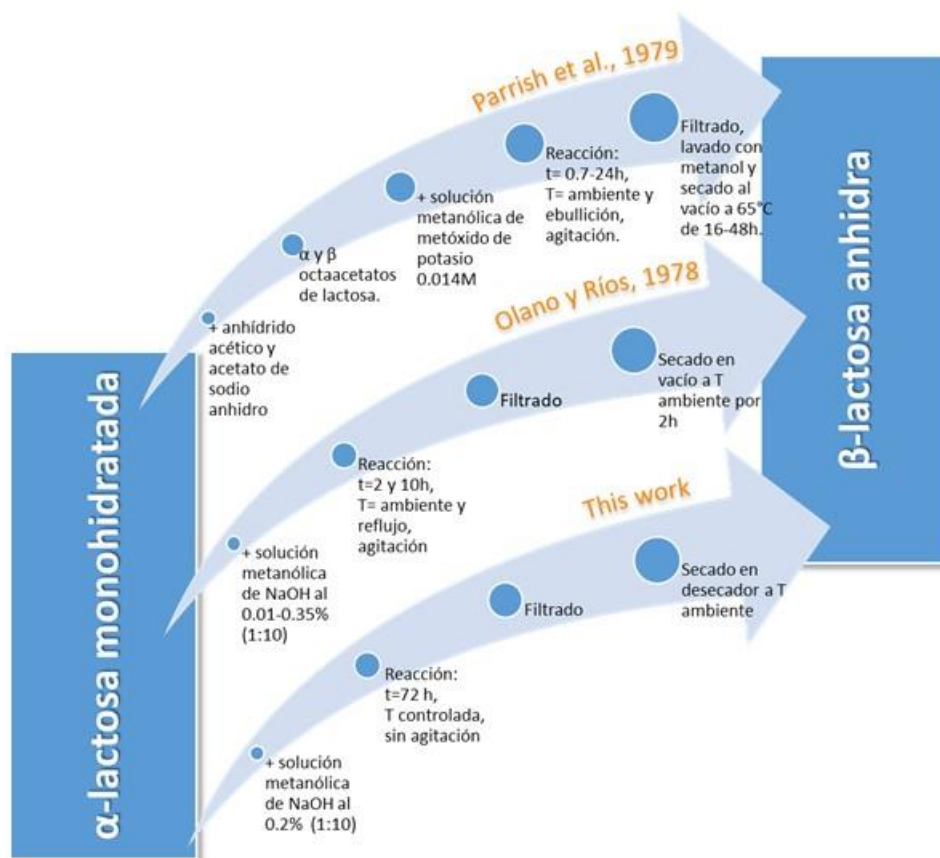 α-lactosa monohidratada
Parrish et al., 1979
+ anhídrido
acético y
acetato de
sodio
anhidro
α y β
octaacetatos
de lactosa.
+ solución
metanólica de
metóxido de
potasio
0.014M
Reacción:
t= 0.7-24h,
T= ambiente y
ebullición,
agitación.
Filtrado,
lavado con
metanol y
secado al
vacío a 65°C
de 16-48h.
Olano y Ríos, 1978
+ solución
metanólica
de NaOH al
0.01-0.35%
(1:10)
Reacción:
t=2 y 10h,
T= ambiente y
reflujo,
agitación
Filtrado
Secado en
vacío a T
ambiente por
2h
This work
+ solución
metanólica
de NaOH al
0.2% (1:10)
Reacción:
t=72 h,
T controlada,
sin agitación
Filtrado
Secado en
desecador a T
ambiente
β-lactosa anhidra